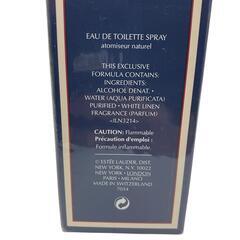 EAU DE TOILETTE SPRAY
atomiseur naturel
THIS EXCLUSIVE
FORMULA CONTAINS:
INGREDIENTS:
ALCOHOL DENAT. •
WATER (AQUA PURIFICATA)
PURIFIED • WHITE LINEN
FRAGRANCE (PARFUM)
<ILN3214>
CAUTION: Flammable
Précaution d'emploi :
Formule inflammable
© ESTÉE LAUDER, DIST.
NEW YORK, N.Y. 10022
NEW YORK • LONDON
PARIS • MILANO
MADE IN SWITZERLAND
7034